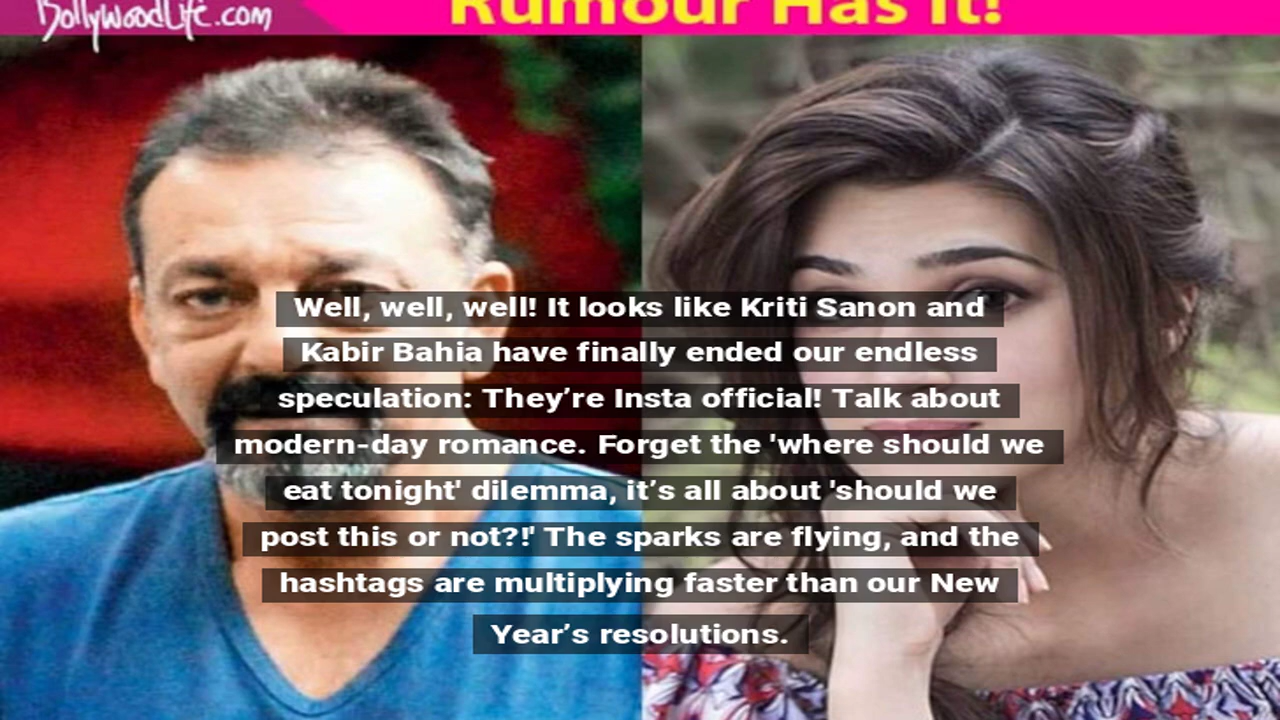 BollywoodLife.com
Rumour Has It!
Well, well, well! It looks like Kriti Sanon and
Kabir Bahia have finally ended our endless
speculation: They’re Insta official! Talk about
modern-day romance. Forget the 'where should we
eat tonight' dilemma, it’s all about 'should we
post this or not?!' The sparks are flying, and the
hashtags are multiplying faster than our New
Year’s resolutions.